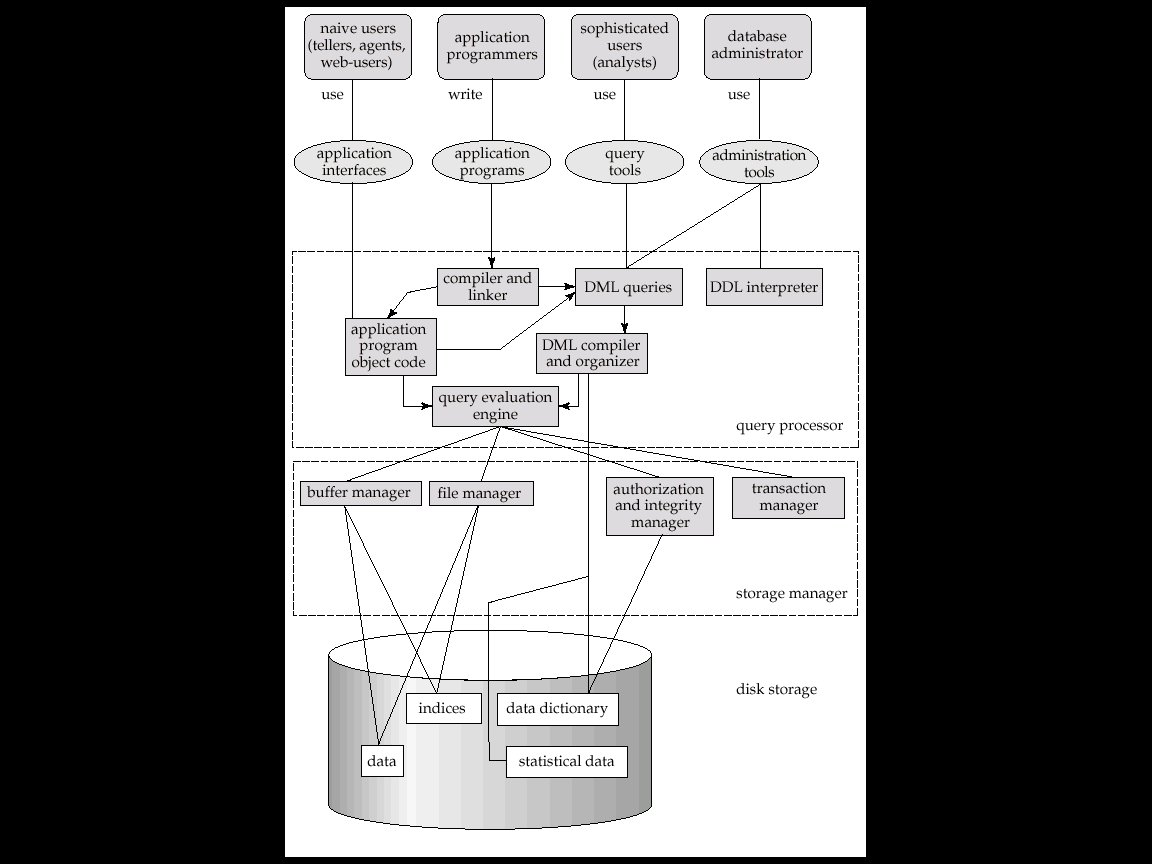 naive users
(tellers, agents,
web-users)
application
programmers
sophisticated
users
(analysts)
database
administrator
use
write
use
use
application
interfaces
application
programs
query
tools
administration
tools
compiler and
linker
DML queries
DDL interpreter
application
program
object code
DML compiler
and organizer
query evaluation
engine
query processor
buffer manager
file manager
authorization
and integrity
manager
transaction
manager
storage manager
disk storage
indices
data dictionary
data
statistical data